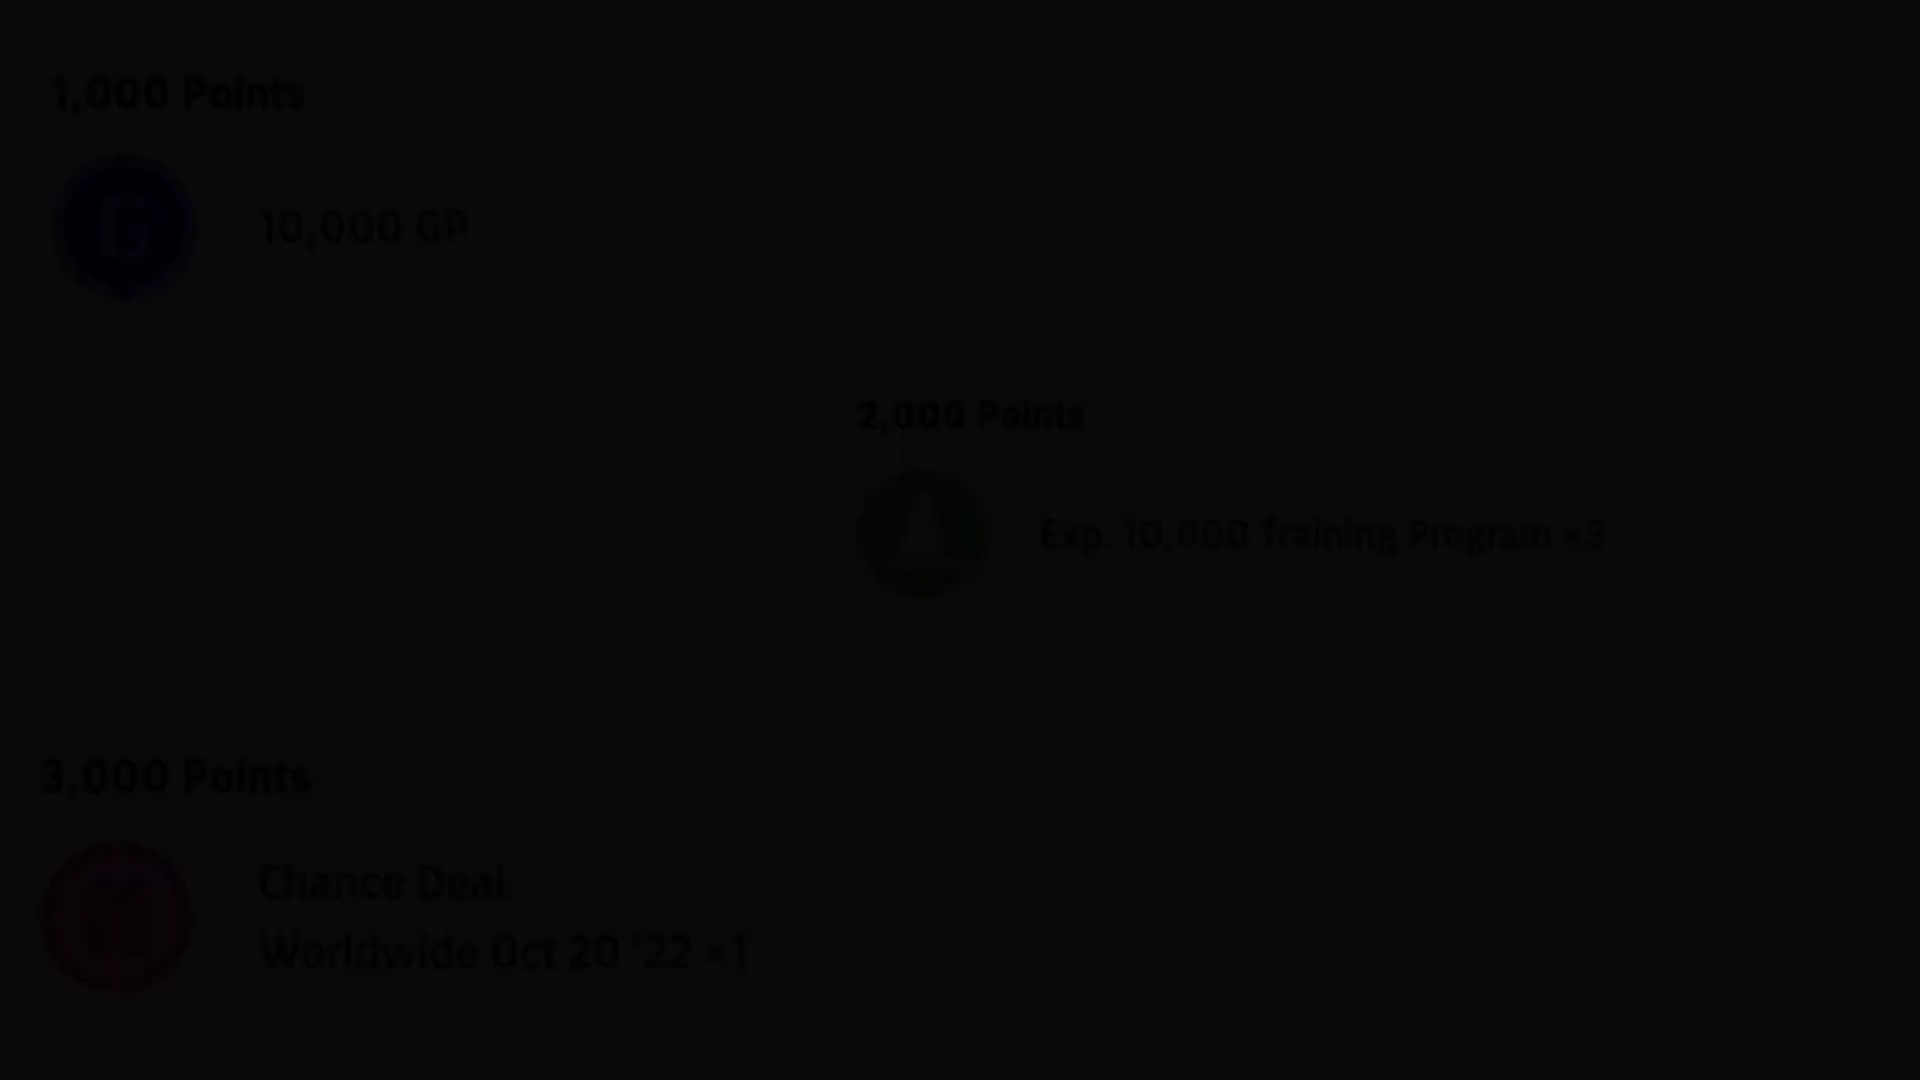 1,000 Points
10,000 GP
2,000 Points
Exp. 10,000 Training Program ×3
3,000 Points
Chance Deal
Worldwide Oct 20 '22 ×1